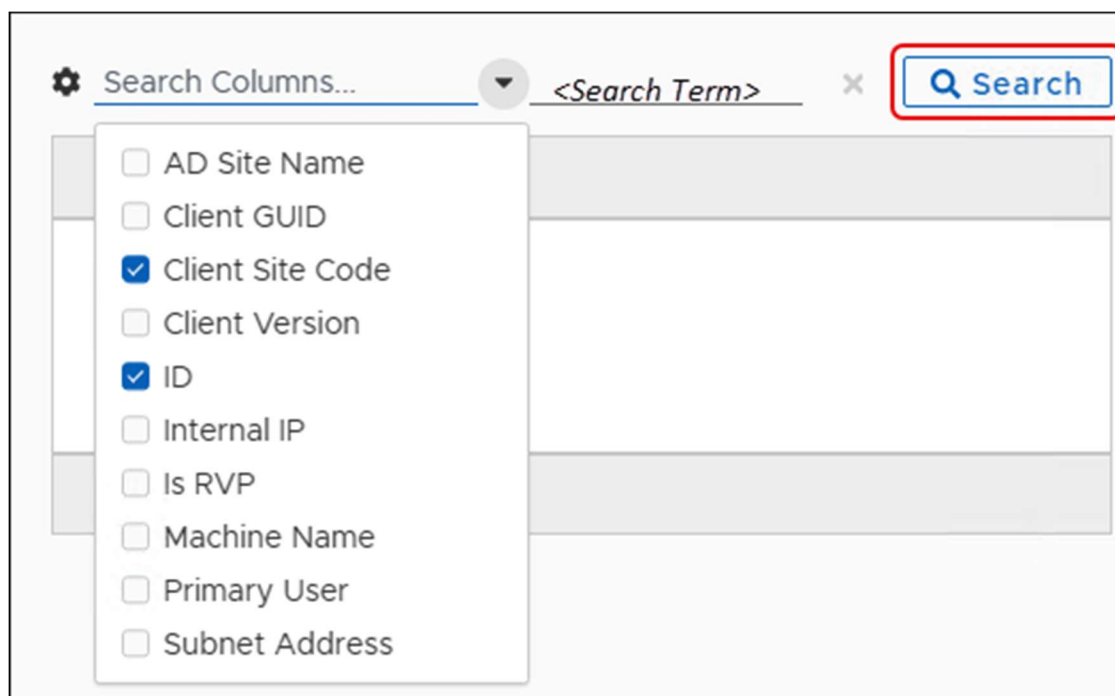 Search Columns... <Search Term> Search
AD Site Name
Client GUID
Client Site Code
Client Version
ID
Internal IP
Is RVP
Machine Name
Primary User
Subnet Address